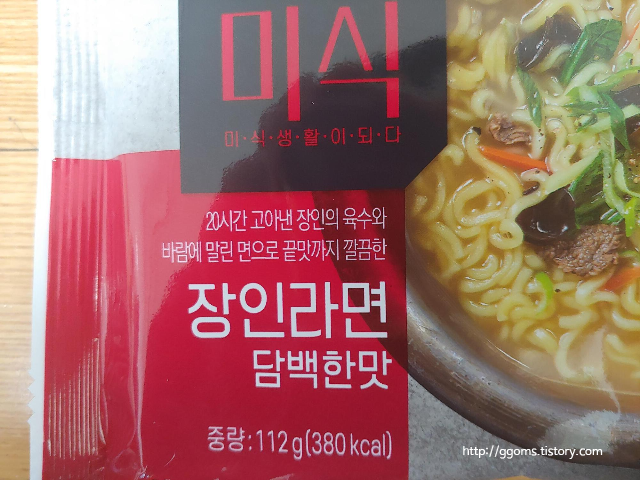 미식
미·식·생·활·이·되·다
20시간 고아낸 장인의 육수와
바람에 말린 면으로 끝맛까지 깔끔한
장인라면
담백한맛
중량:112g(380kcal)
http://ggoms.tistory.com